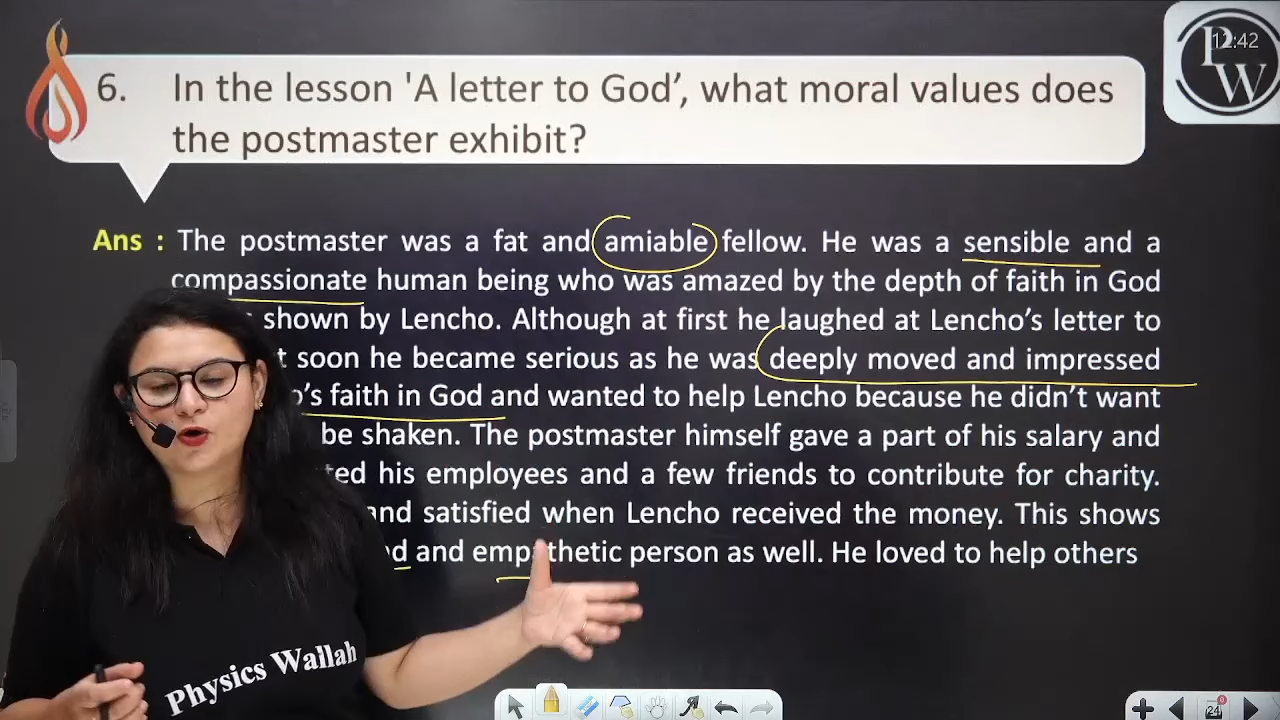 12:42
PW
6. In the lesson 'A letter to God’, what moral values does
the postmaster exhibit?
Ans : The postmaster was a fat and amiable fellow. He was a sensible and a
compassionate human being who was amazed by the depth of faith in God
shown by Lencho. Although at first he laughed at Lencho’s letter to
soon he became serious as he was deeply moved and impressed
faith in God and wanted to help Lencho because he didn’t want
be shaken. The postmaster himself gave a part of his salary and
his employees and a few friends to contribute for charity.
and satisfied when Lencho received the money. This shows
and empathetic person as well. He loved to help others
Physics Wallah
24